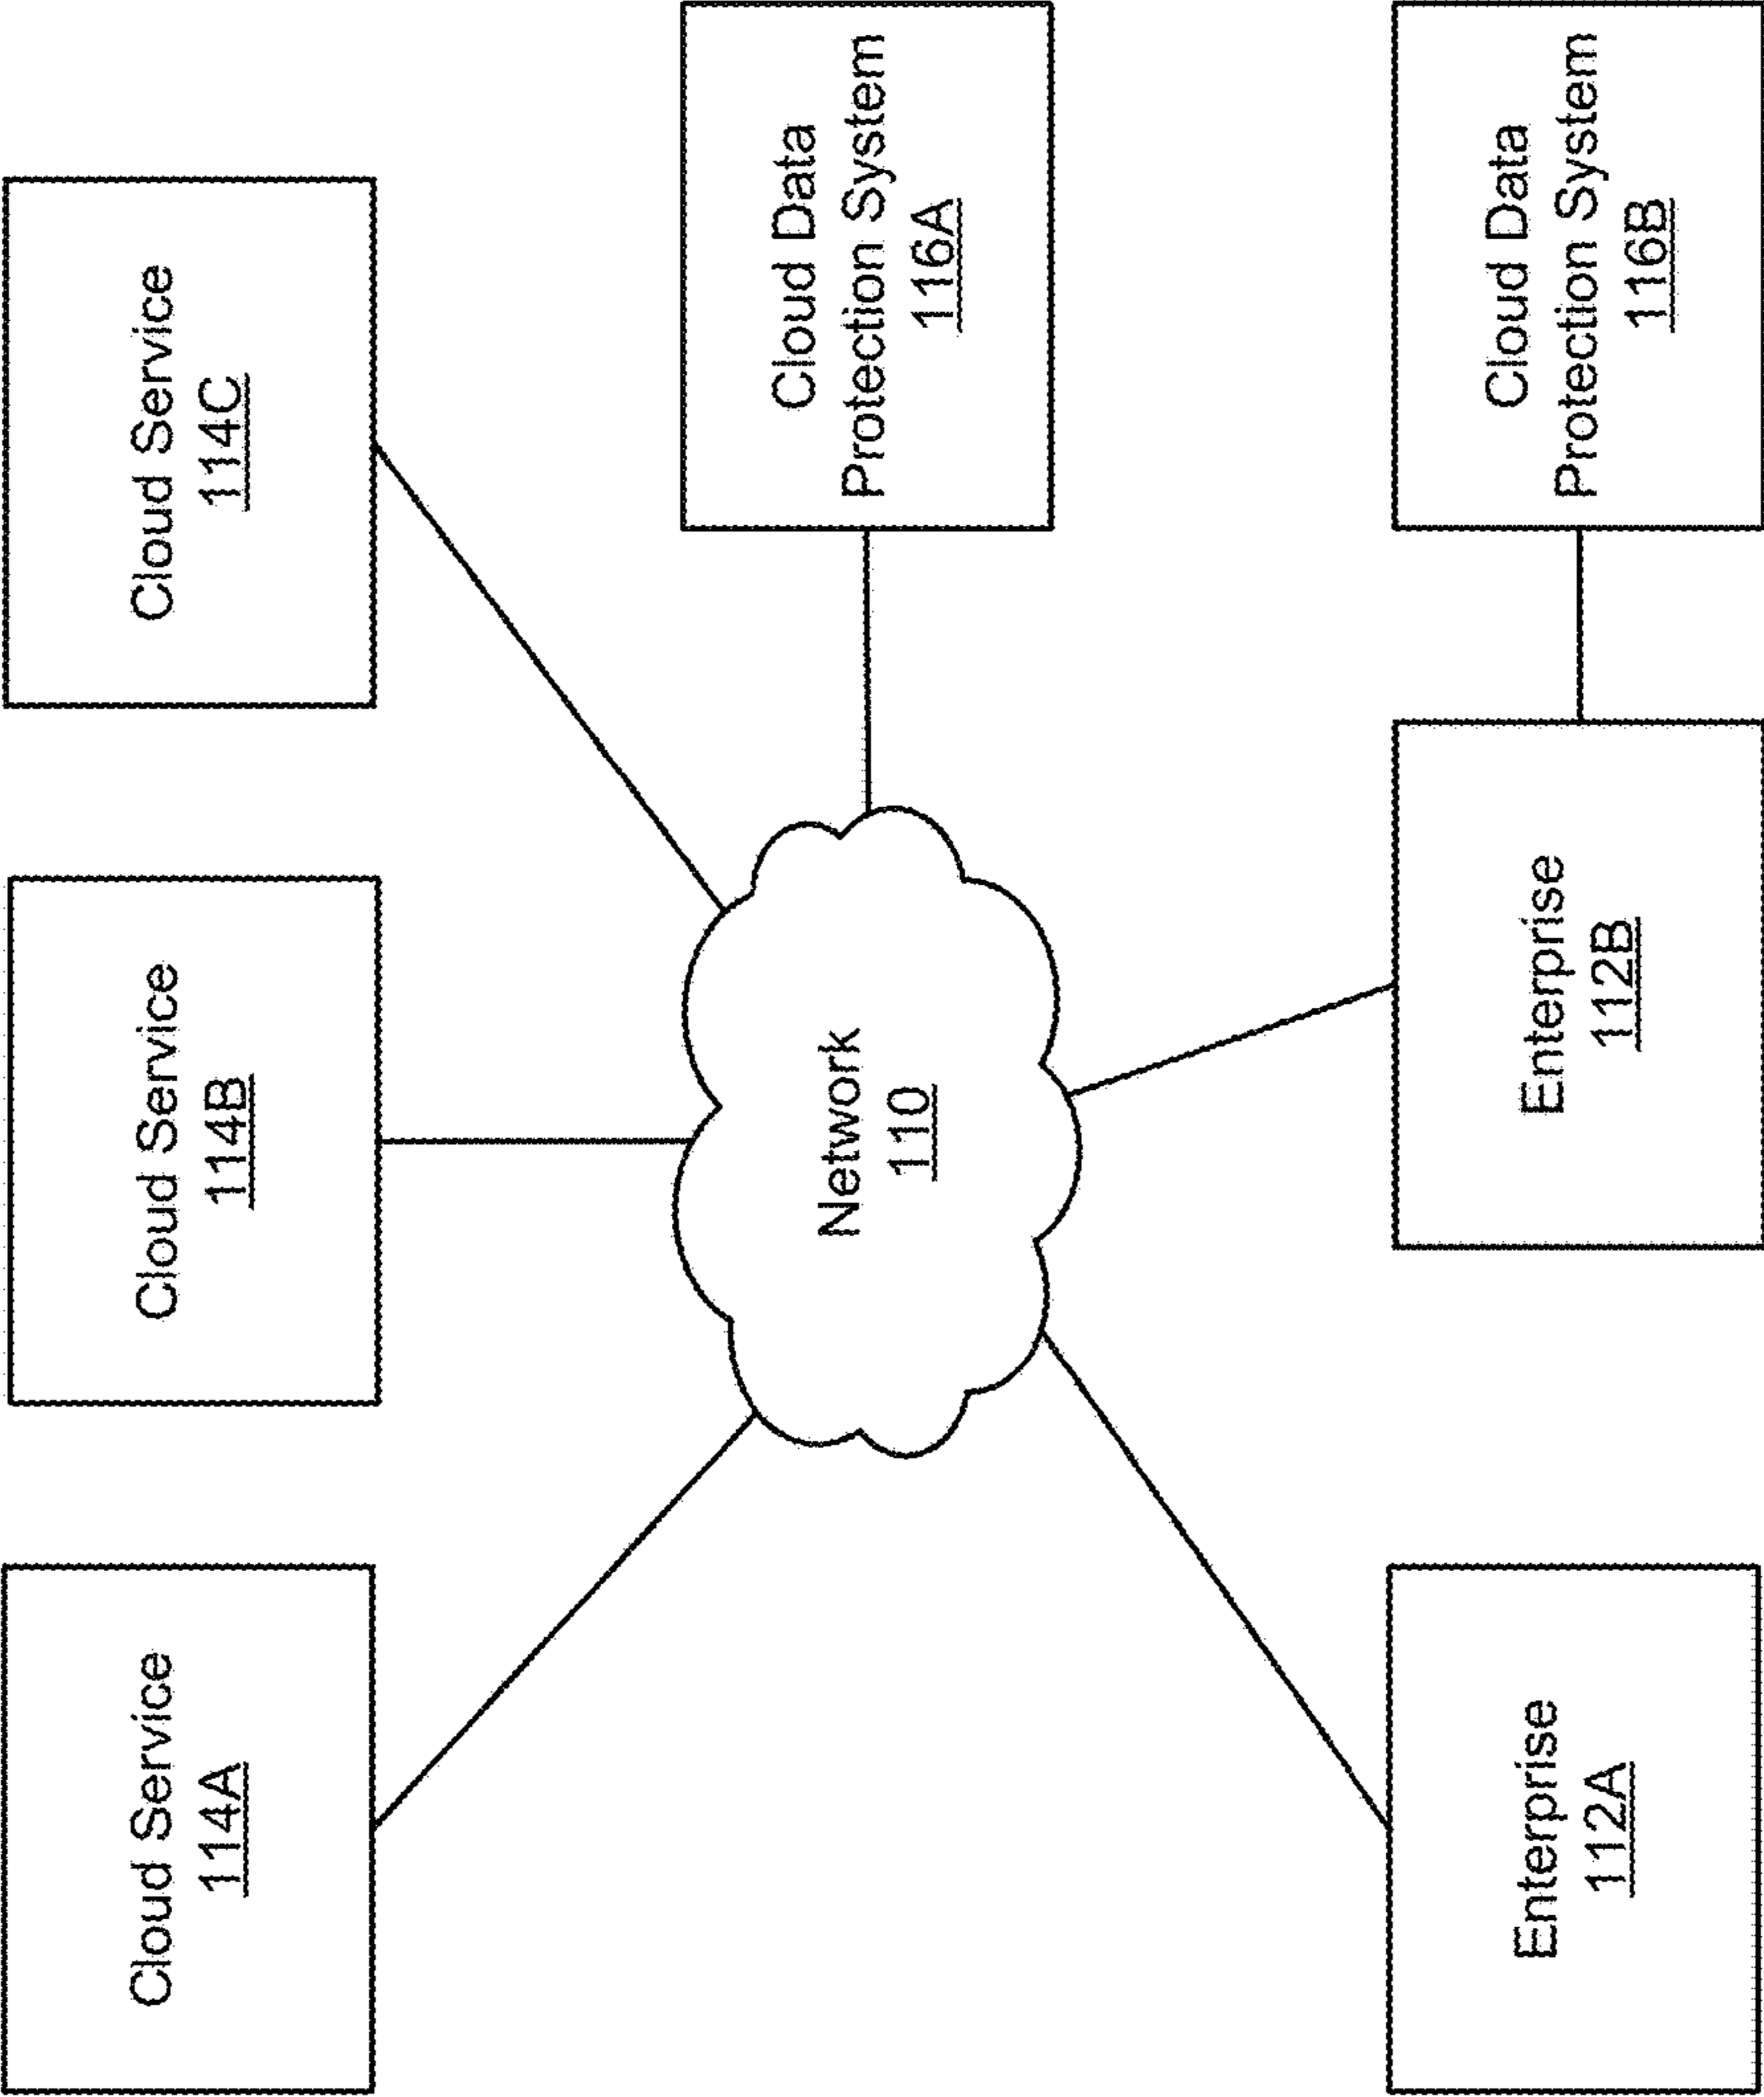 Cloud Service
114A
Cloud Service
114B
Cloud Service
114C
Network
110
Cloud Data
Protection System
116A
Enterprise
112A
Enterprise
112B
Cloud Data
Protection System
116B